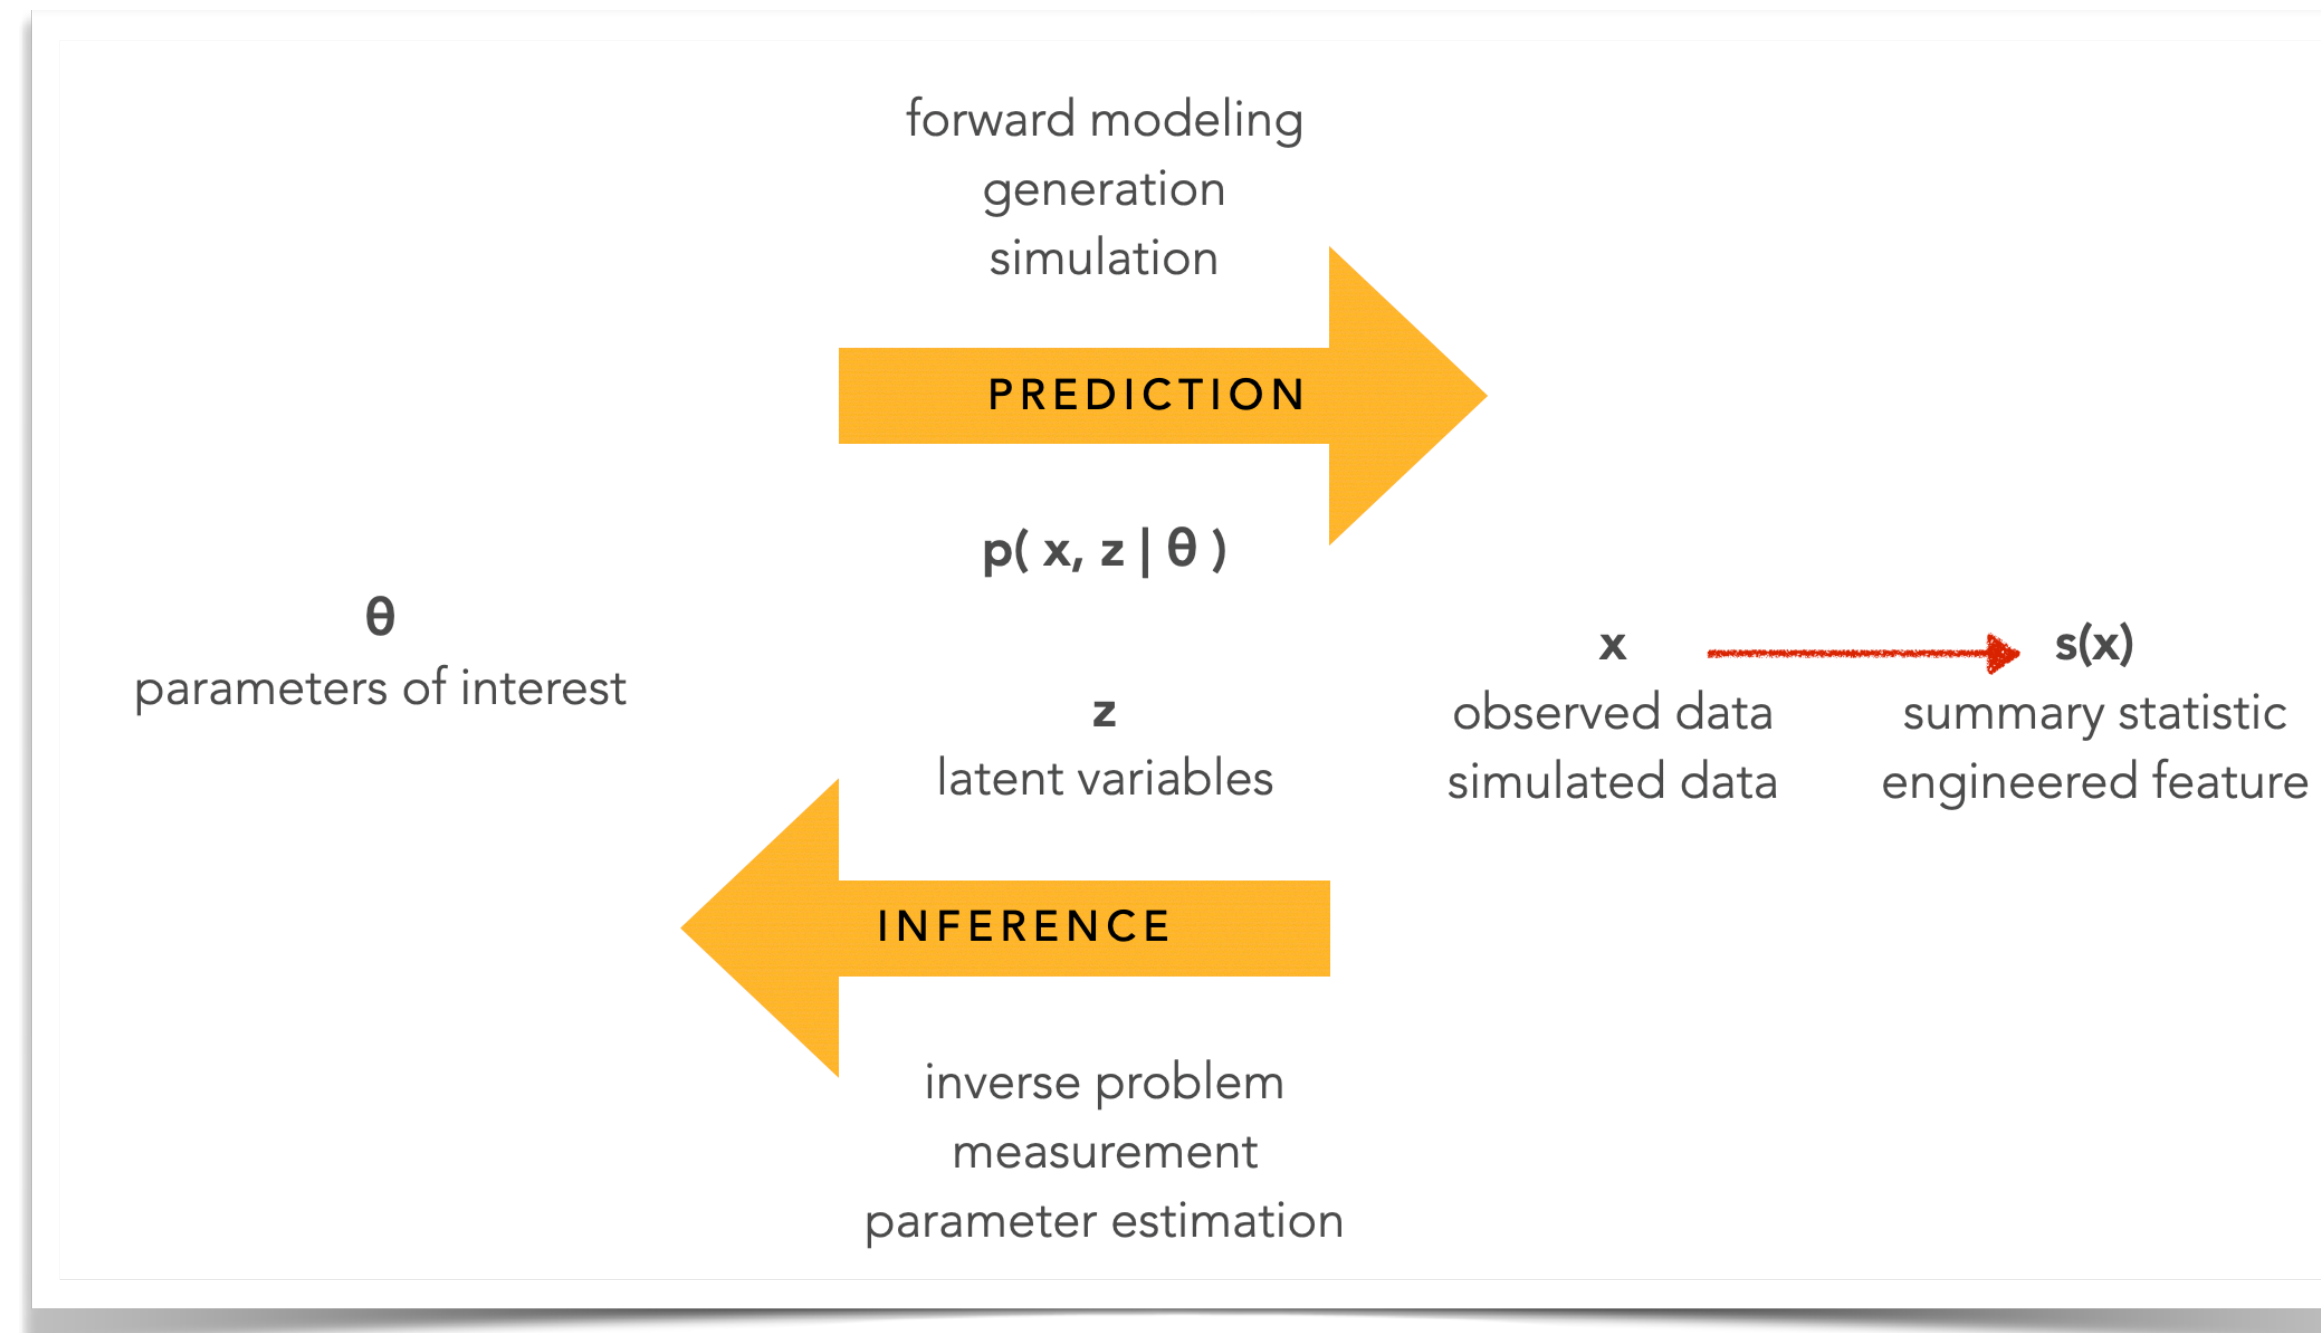 forward modeling
generation
simulation
PREDICTION
p( x, z | θ )
θ
parameters of interest
z
latent variables
x
observed data
simulated data
s(x)
summary statistic
engineered feature
INFERENCE
inverse problem
measurement
parameter estimation